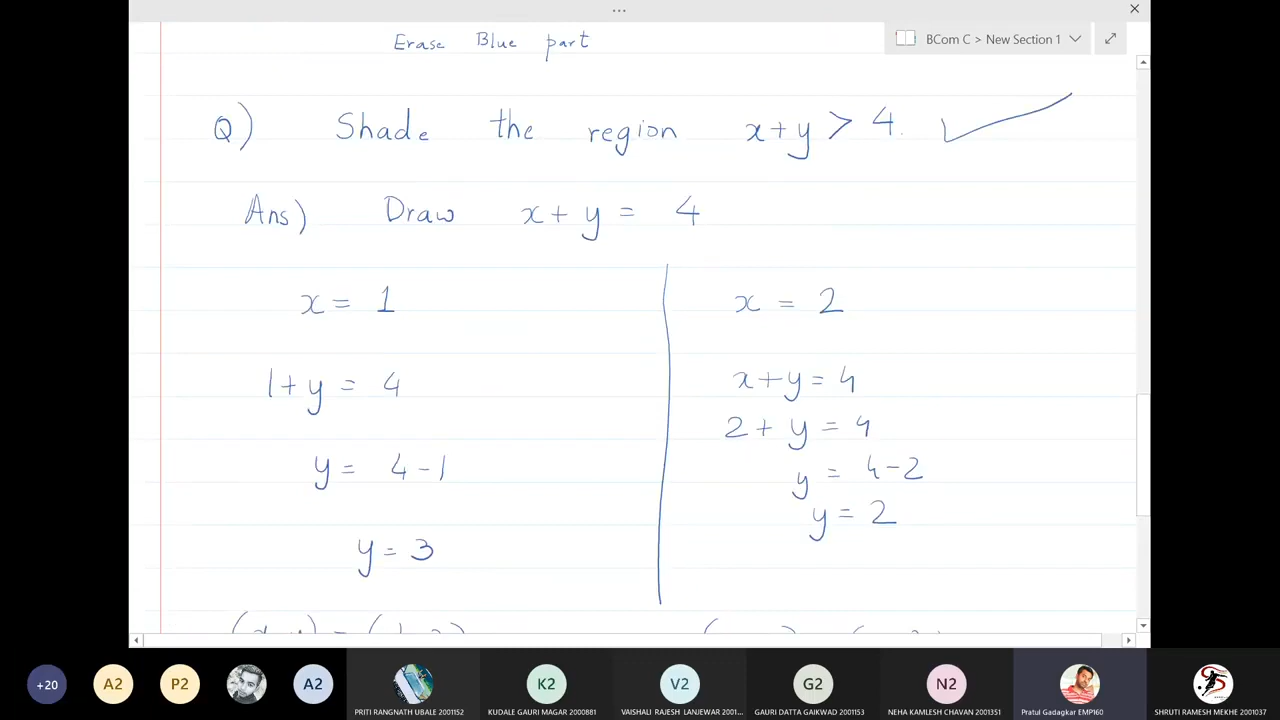 Erase Blue part
BCom C > New Section 1
Q) Shade the region x+y > 4.
Ans) Draw x+y = 4
x = 1
1+y = 4
y = 4-1
y = 3
x = 2
x+y=4
2+y=4
y = 4-2
y = 2
+20
A2
P2
A2
PRITI RANGNATH UBALE 2001152
K2
KUDALE GAURI MAGAR 2000881
V2
VAISHALI RAJESH LANJEWAR 2001...
G2
GAURI DATTA GAIKWAD 2001153
N2
NEHA KAMLESH CHAVAN 2001351
Pratul Gadagkar EMP160
SHRUTI RAMESH MEKHE 2001037